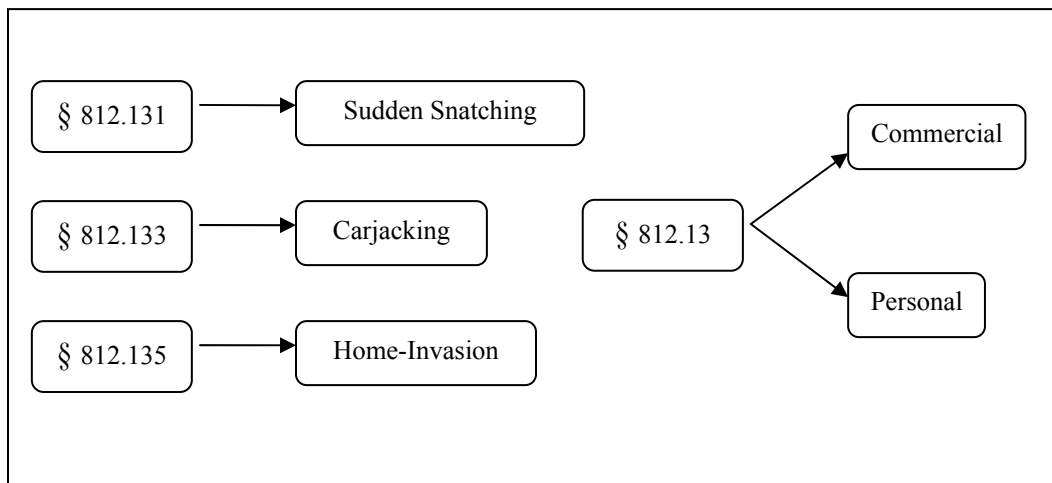 § 812.131
Sudden Snatching
§ 812.133
Carjacking
§ 812.135
Home-Invasion
§ 812.13
Commercial
Personal